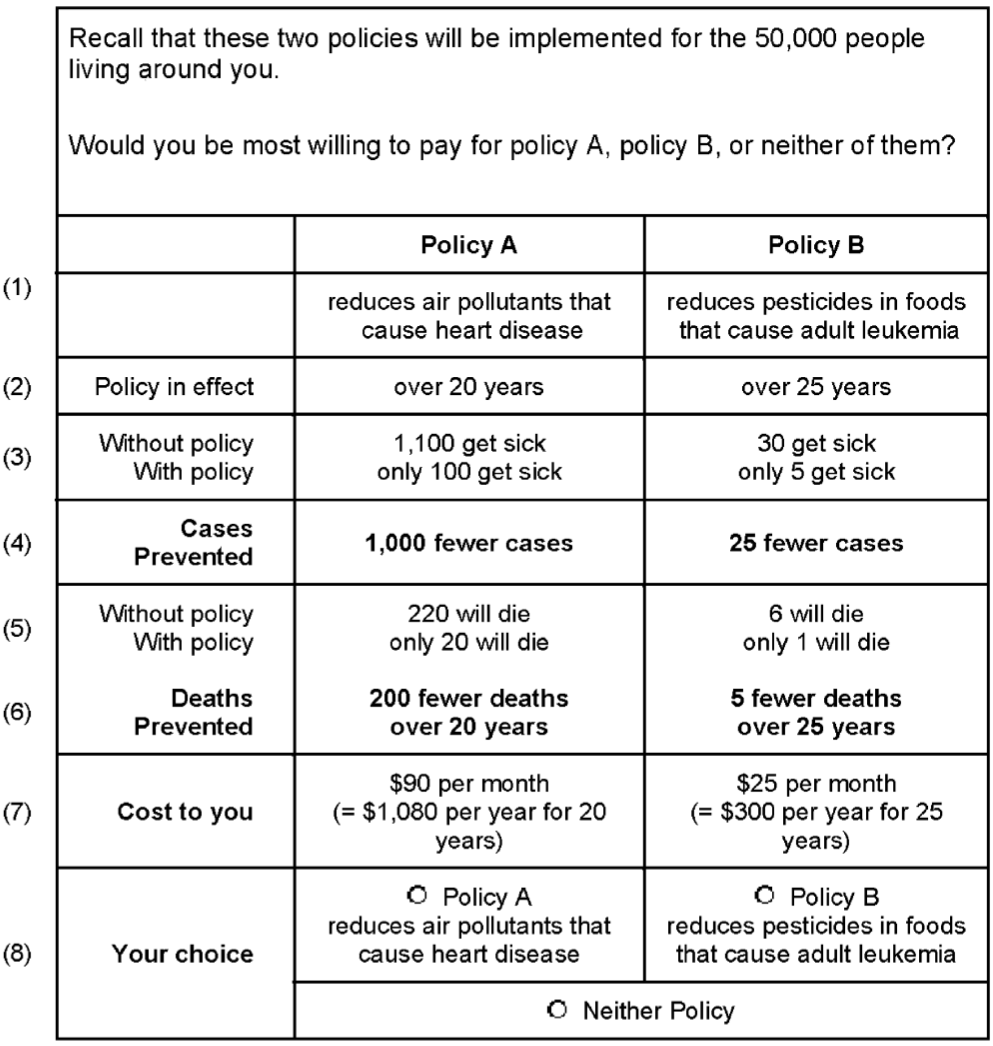 Recall that these two policies will be implemented for the 50,000 people
living around you.
Would you be most willing to pay for policy A, policy B, or neither of them?
Policy A
Policy B
(1)
reduces air pollutants that
cause heart disease
reduces pesticides in foods
that cause adult leukemia
(2)
Policy in effect
over 20 years
over 25 years
(3)
Without policy
With policy
1,100 get sick
only 100 get sick
30 get sick
only 5 get sick
(4)
Cases
Prevented
1,000 fewer cases
25 fewer cases
(5)
Without policy
With policy
220 will die
only 20 will die
6 will die
only 1 will die
(6)
Deaths
Prevented
200 fewer deaths
over 20 years
5 fewer deaths
over 25 years
(7)
Cost to you
$90 per month
(= $1,080 per year for 20
years)
$25 per month
(= $300 per year for 25
years)
(8)
Your choice
Policy A
reduces air pollutants that
cause heart disease
Policy B
reduces pesticides in foods
that cause adult leukemia
Neither Policy